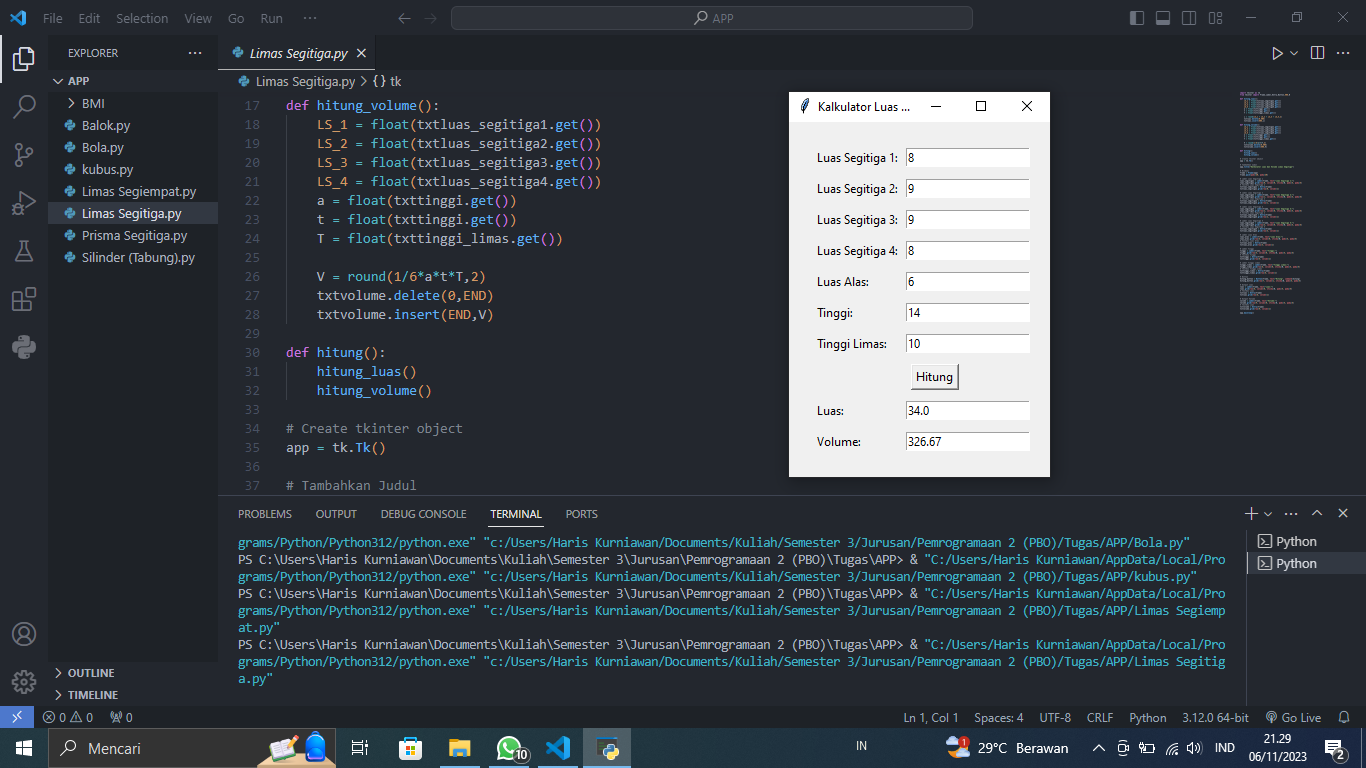 File Edit Selection View Go Run ··· APP
EXPLORER ···
APP
BMI
Balok.py
Bola.py
kubus.py
Limas Segiempat.py
Limas Segitiga.py
Prisma Segitiga.py
Silinder (Tabung).py
OUTLINE
TIMELINE
Limas Segitiga.py
Limas Segitiga.py > {} tk
17 def hitung_volume():
18 LS_1 = float(txtluas_segitiga1.get())
19 LS_2 = float(txtluas_segitiga2.get())
20 LS_3 = float(txtluas_segitiga3.get())
21 LS_4 = float(txtluas_segitiga4.get())
22 a = float(txttinggi.get())
23 t = float(txttinggi.get())
24 T = float(txttinggi_limas.get())
25
26 V = round(1/6*a*t*T,2)
27 txtvolume.delete(0,END)
28 txtvolume.insert(END,V)
29
30 def hitung():
31 hitung_luas()
32 hitung_volume()
33
34 # Create tkinter object
35 app = tk.Tk()
36
37 # Tambahkan Judul
Kalkulator Luas ...
Luas Segitiga 1: 8
Luas Segitiga 2: 9
Luas Segitiga 3: 9
Luas Segitiga 4: 8
Luas Alas: 6
Tinggi: 14
Tinggi Limas: 10
Hitung
Luas: 34.0
Volume: 326.67
PROBLEMS OUTPUT DEBUG CONSOLE TERMINAL PORTS
grams/Python/Python312/python.exe" "c:/Users/Haris Kurniawan/Documents/Kuliah/Semester 3/Jurusan/Pemrogramaan 2 (PBO)/Tugas/APP/Bola.py"
PS C:\Users\Haris Kurniawan\Documents\Kuliah\Semester 3\Jurusan\Pemrogramaan 2 (PBO)\Tugas\APP> & "C:/Users/Haris Kurniawan/AppData/Local/Pro
grams/Python/Python312/python.exe" "c:/Users/Haris Kurniawan/Documents/Kuliah/Semester 3/Jurusan/Pemrogramaan 2 (PBO)/Tugas/APP/kubus.py"
PS C:\Users\Haris Kurniawan\Documents\Kuliah\Semester 3\Jurusan\Pemrogramaan 2 (PBO)\Tugas\APP> & "C:/Users/Haris Kurniawan/AppData/Local/Pro
grams/Python/Python312/python.exe" "c:/Users/Haris Kurniawan/Documents/Kuliah/Semester 3/Jurusan/Pemrogramaan 2 (PBO)/Tugas/APP/Limas Segiemp
at.py"
PS C:\Users\Haris Kurniawan\Documents\Kuliah\Semester 3\Jurusan\Pemrogramaan 2 (PBO)\Tugas\APP> & "C:/Users/Haris Kurniawan/AppData/Local/Pro
grams/Python/Python312/python.exe" "c:/Users/Haris Kurniawan/Documents/Kuliah/Semester 3/Jurusan/Pemrogramaan 2 (PBO)/Tugas/APP/Limas Segitig
a.py"
Python
Python
0 0 0 Ln 1, Col 1 Spaces: 4 UTF-8 CRLF Python 3.12.0 64-bit Go Live
Mencari 10 IN 1 29°C Berawan IND 21.29
06/11/2023 2